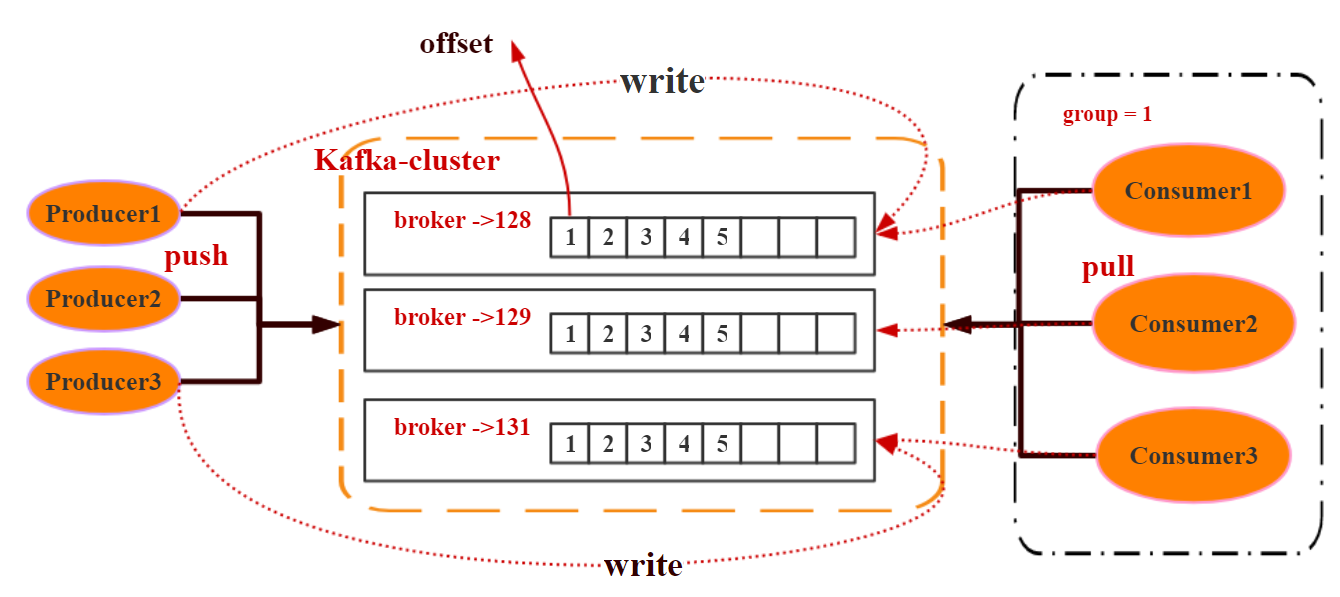 offset
write
group = 1
Kafka-cluster
Producer1
push
Producer2
Producer3
broker ->128
1 2 3 4 5
broker ->129
1 2 3 4 5
broker ->131
1 2 3 4 5
Consumer1
pull
Consumer2
Consumer3
write